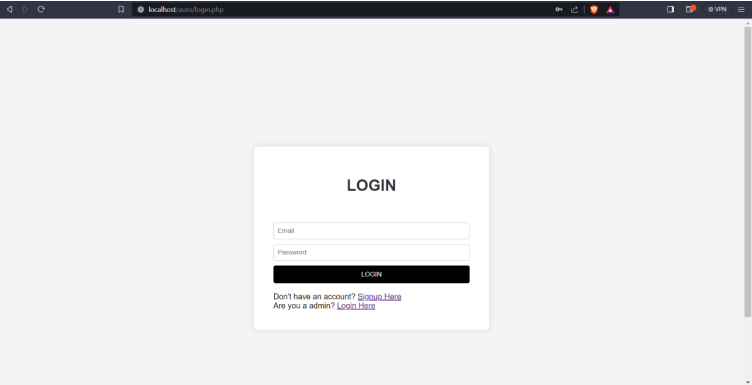 localhost/auto/login.php
VPN
LOGIN
Email
Password
LOGIN
Don't have an account? Signup Here
Are you a admin? Login Here